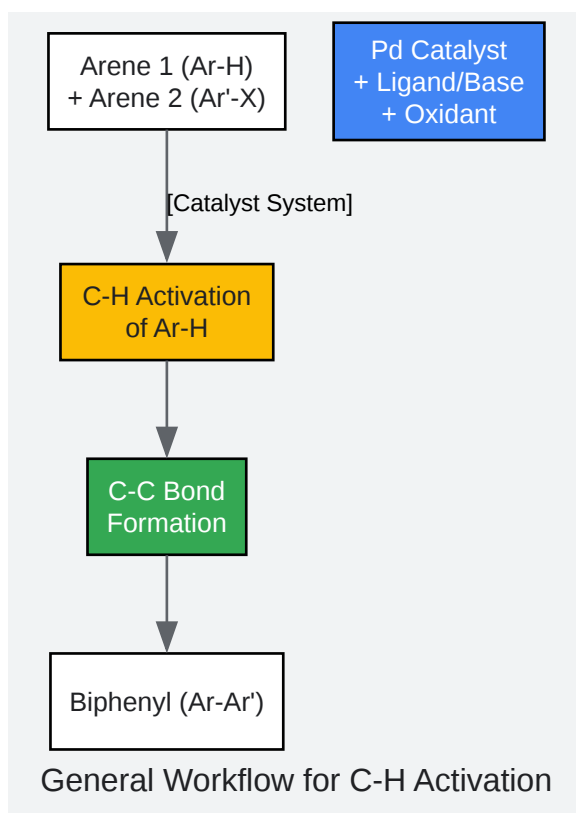 Arene 1 (Ar-H)
+ Arene 2 (Ar'-X)
Pd Catalyst
+ Ligand/Base
+ Oxidant
[Catalyst System]
C-H Activation
of Ar-H
C-C Bond
Formation
Biphenyl (Ar-Ar')
General Workflow for C-H Activation